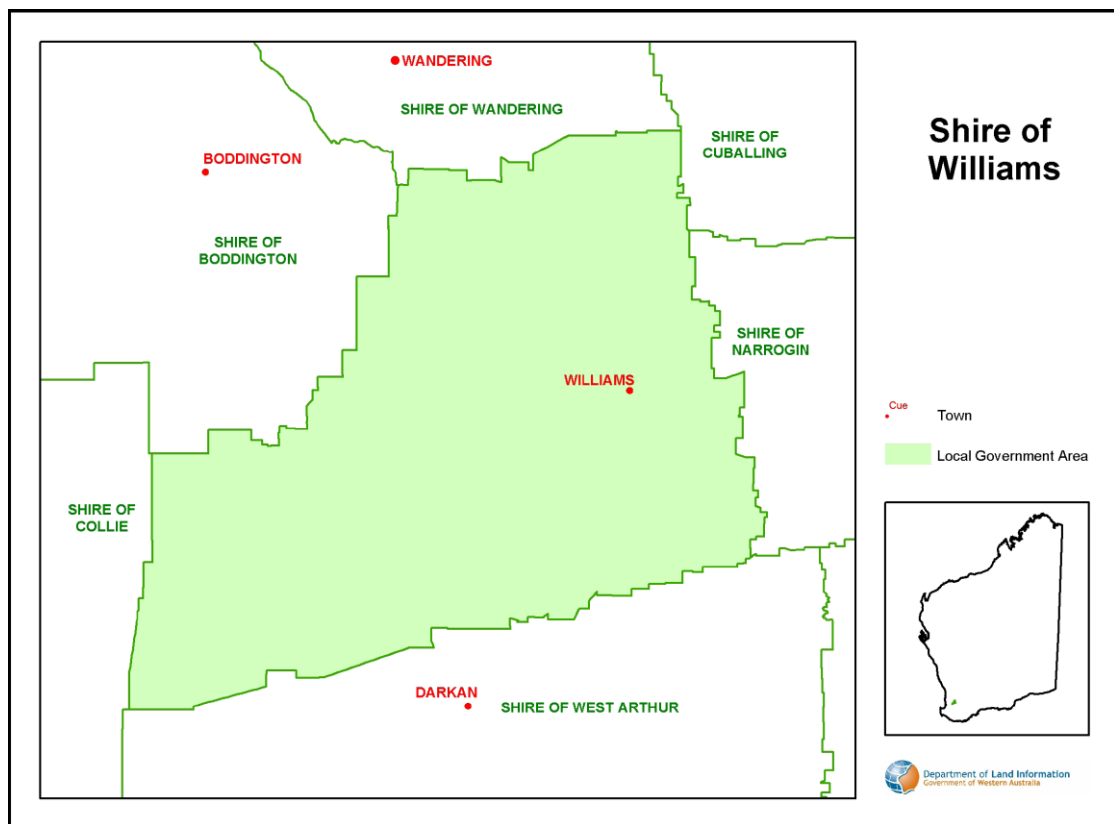 WANDERING
SHIRE OF WANDERING
SHIRE OF
CUBALLING
BODDINGTON
SHIRE OF
BODDINGTON
SHIRE OF
NARROGIN
WILLIAMS
SHIRE OF
COLLIE
DARKAN
SHIRE OF WEST ARTHUR
Shire of
Williams
Cue
Town
Local Government Area
Department of Land Information
Government of Western Australia